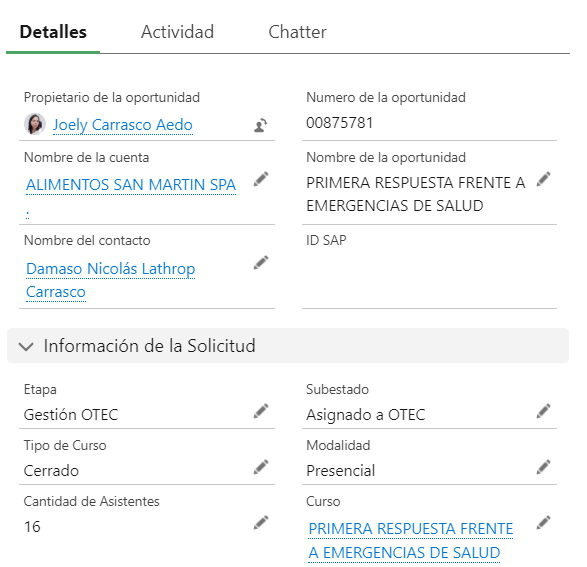 Detalles
Actividad
Chatter
Propietario de la oportunidad
Joely Carrasco Aedo
Numero de la oportunidad
00875781
Nombre de la cuenta
ALIMENTOS SAN MARTIN SPA
.
Nombre de la oportunidad
PRIMERA RESPUESTA FRENTE A
EMERGENCIAS DE SALUD
Nombre del contacto
Damaso Nicolás Lathrop
Carrasco
ID SAP
Información de la Solicitud
Etapa
Gestión OTEC
Subestado
Asignado a OTEC
Tipo de Curso
Cerrado
Modalidad
Presencial
Cantidad de Asistentes
16
Curso
PRIMERA RESPUESTA FRENTE
A EMERGENCIAS DE SALUD